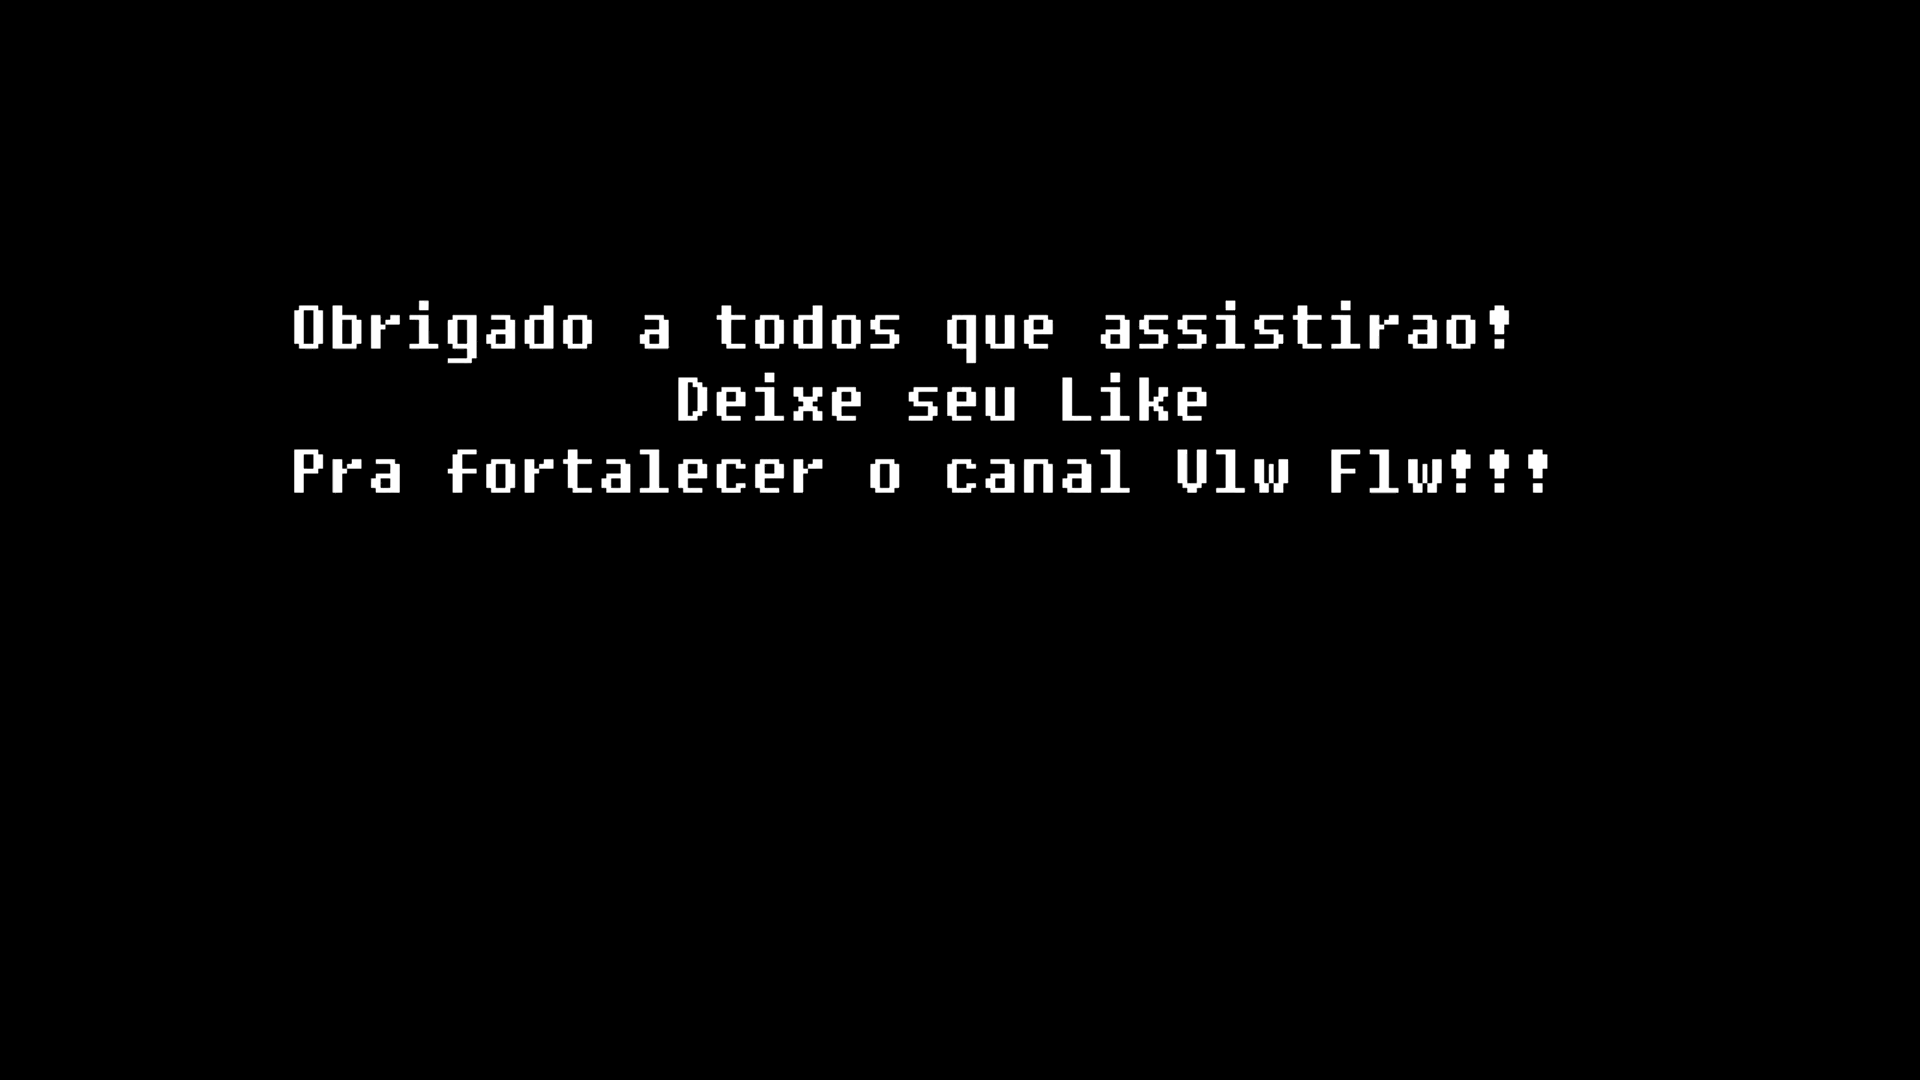 Obrigado a todos que assistirao!
Deixe seu Like
Pra fortalecer o canal Vlw Flw!!!